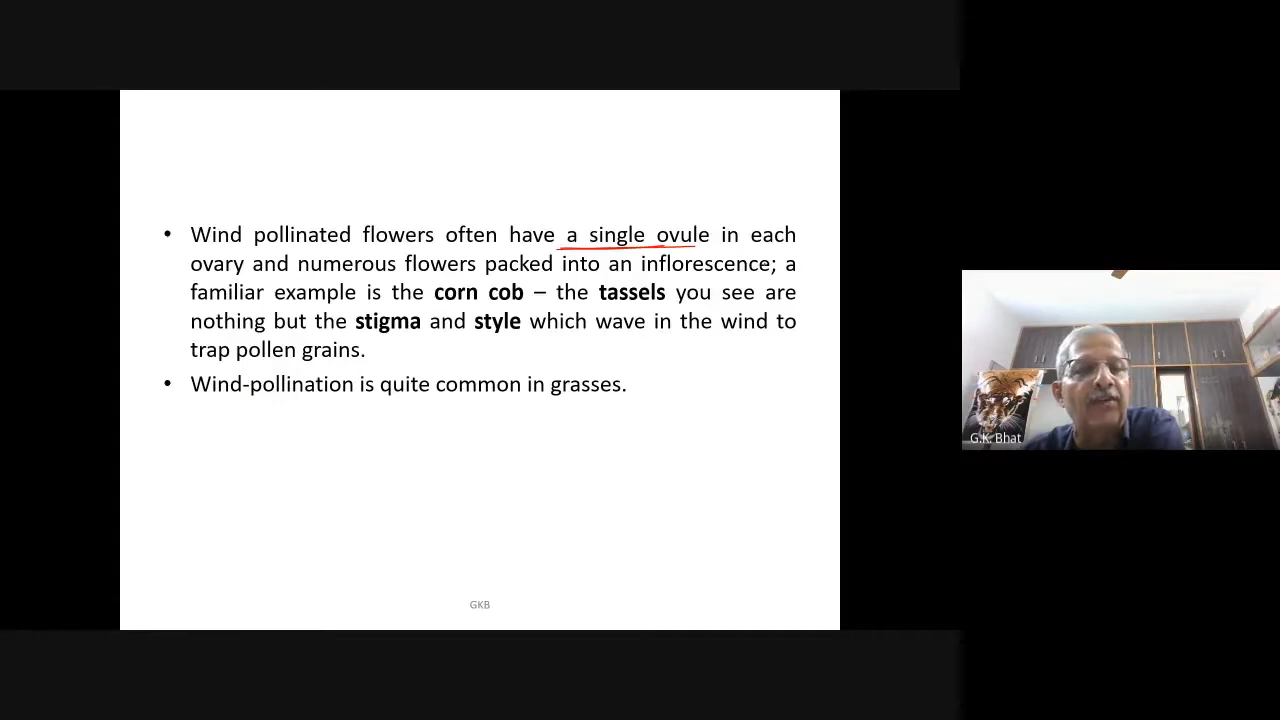 • Wind pollinated flowers often have a single ovule in each
ovary and numerous flowers packed into an inflorescence; a
familiar example is the corn cob – the tassels you see are
nothing but the stigma and style which wave in the wind to
trap pollen grains.
• Wind-pollination is quite common in grasses.
G.K. Bhat
GKB